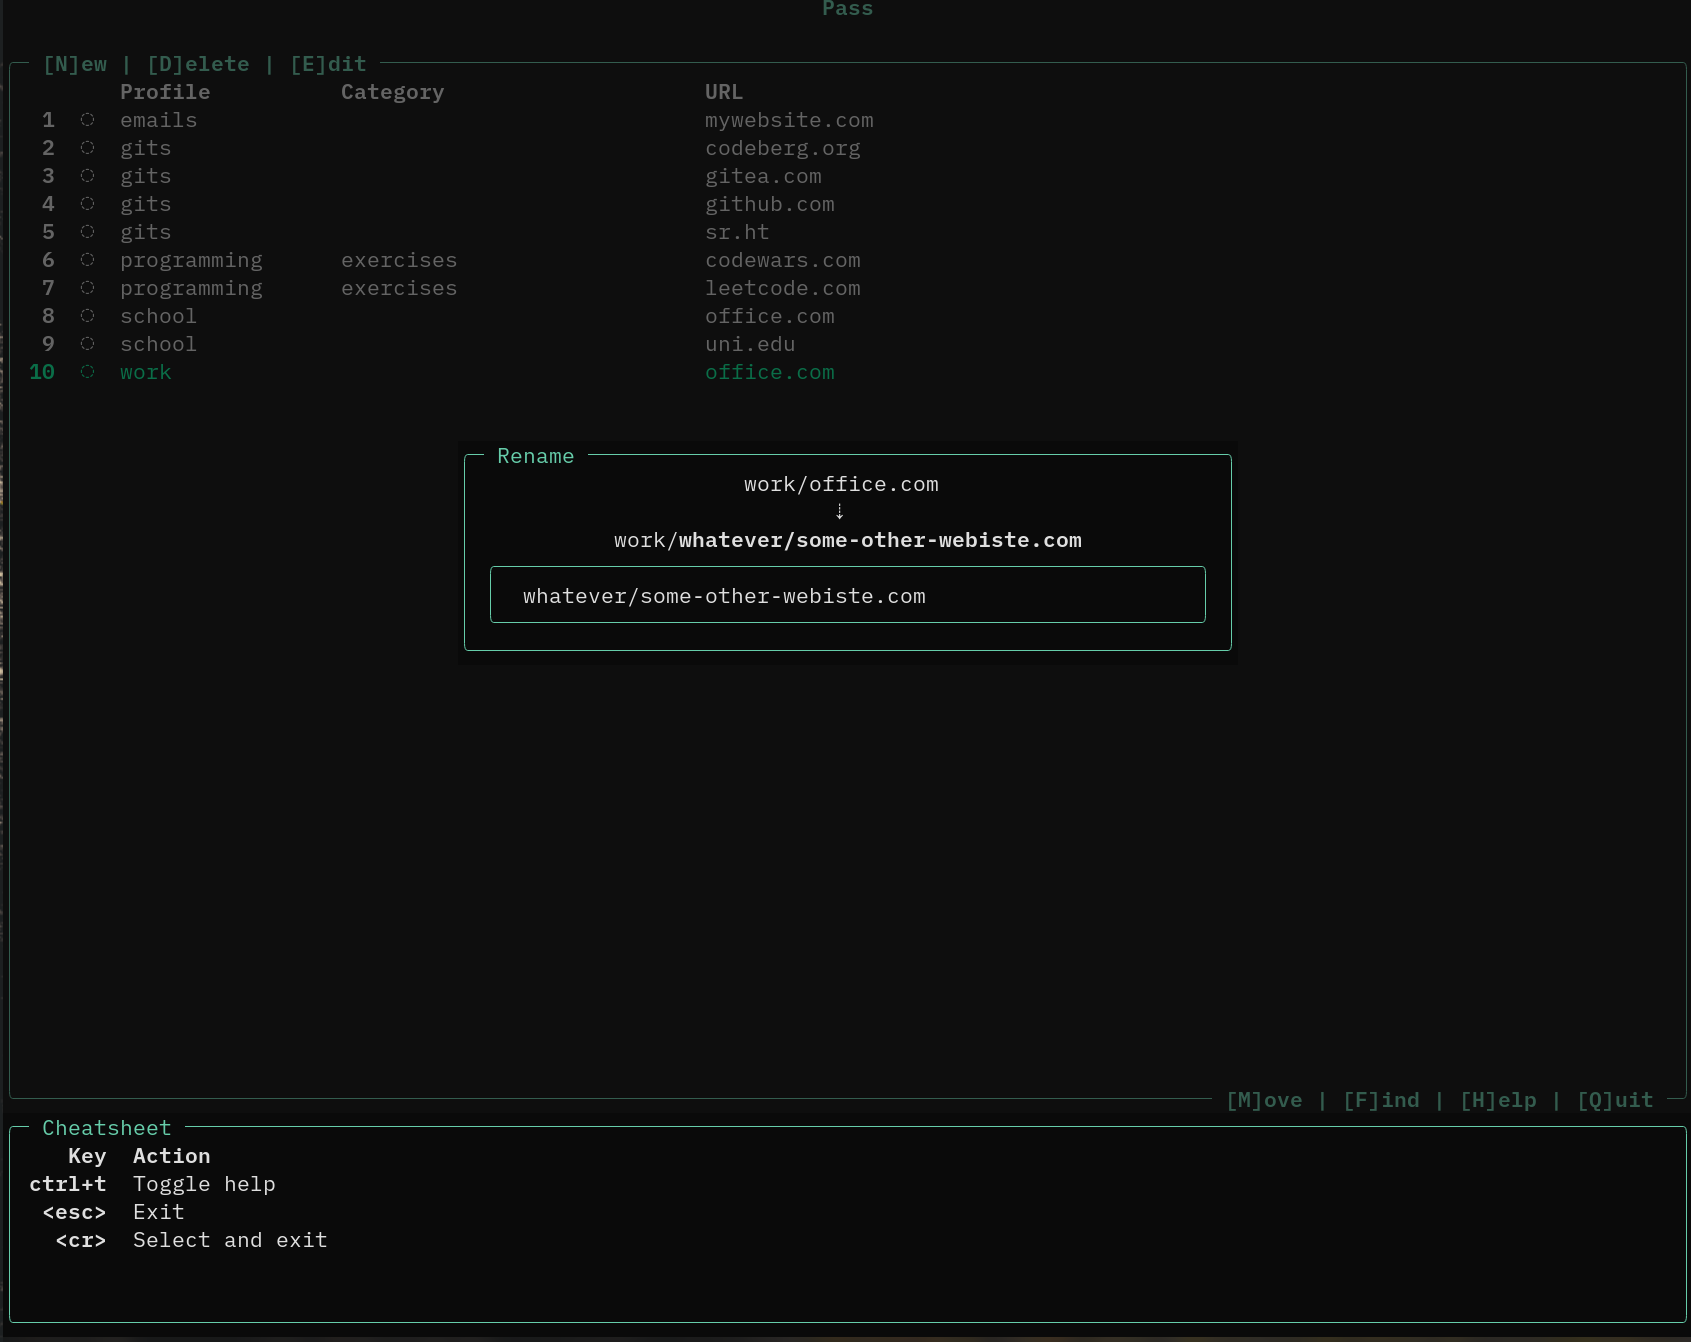 Pass
[N]ew | [D]elete | [E]dit
Profile Category URL
1 ◌ emails mywebsite.com
2 ◌ gits codeberg.org
3 ◌ gits gitea.com
4 ◌ gits github.com
5 ◌ gits sr.ht
6 ◌ programming exercises codewars.com
7 ◌ programming exercises leetcode.com
8 ◌ school office.com
9 ◌ school uni.edu
10 ◌ work office.com
Rename
work/office.com
⇣
work/whatever/some-other-webiste.com
whatever/some-other-webiste.com
[M]ove | [F]ind | [H]elp | [Q]uit
Cheatsheet
Key Action
ctrl+t Toggle help
<esc> Exit
<cr> Select and exit